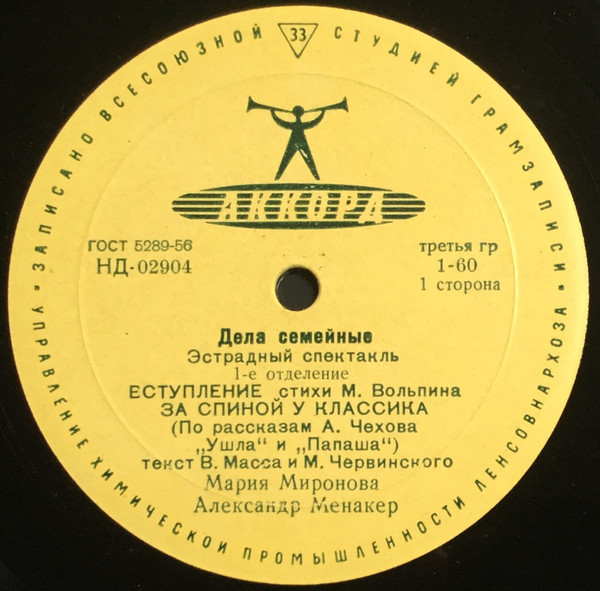 ЗАПИСАНО ВСЕСОЮЗНОЙ 33 СТУДИЕЙ ГРАМЗАПИСИ
АККОРД
ГОСТ 5289-56
НД-02904
третья гр
1-60
1 сторона
Дела семейные
Эстрадный спектакль
1-е отделение
ЕСТУПЛЕНИЕ стихи М. Вольпина
ЗА СПИНОЙ У КЛАССИКА
(По рассказам А. Чехова
„Ушла" и „Папаша")
текст В. Масса и М. Червинского
Мария Миронова
Александр Менакер
УПРАВЛЕНИЕ ХИМИЧЕСКОЙ ПРОМЫШЛЕННОСТИ ЛЕНСОВНАРХОЗА